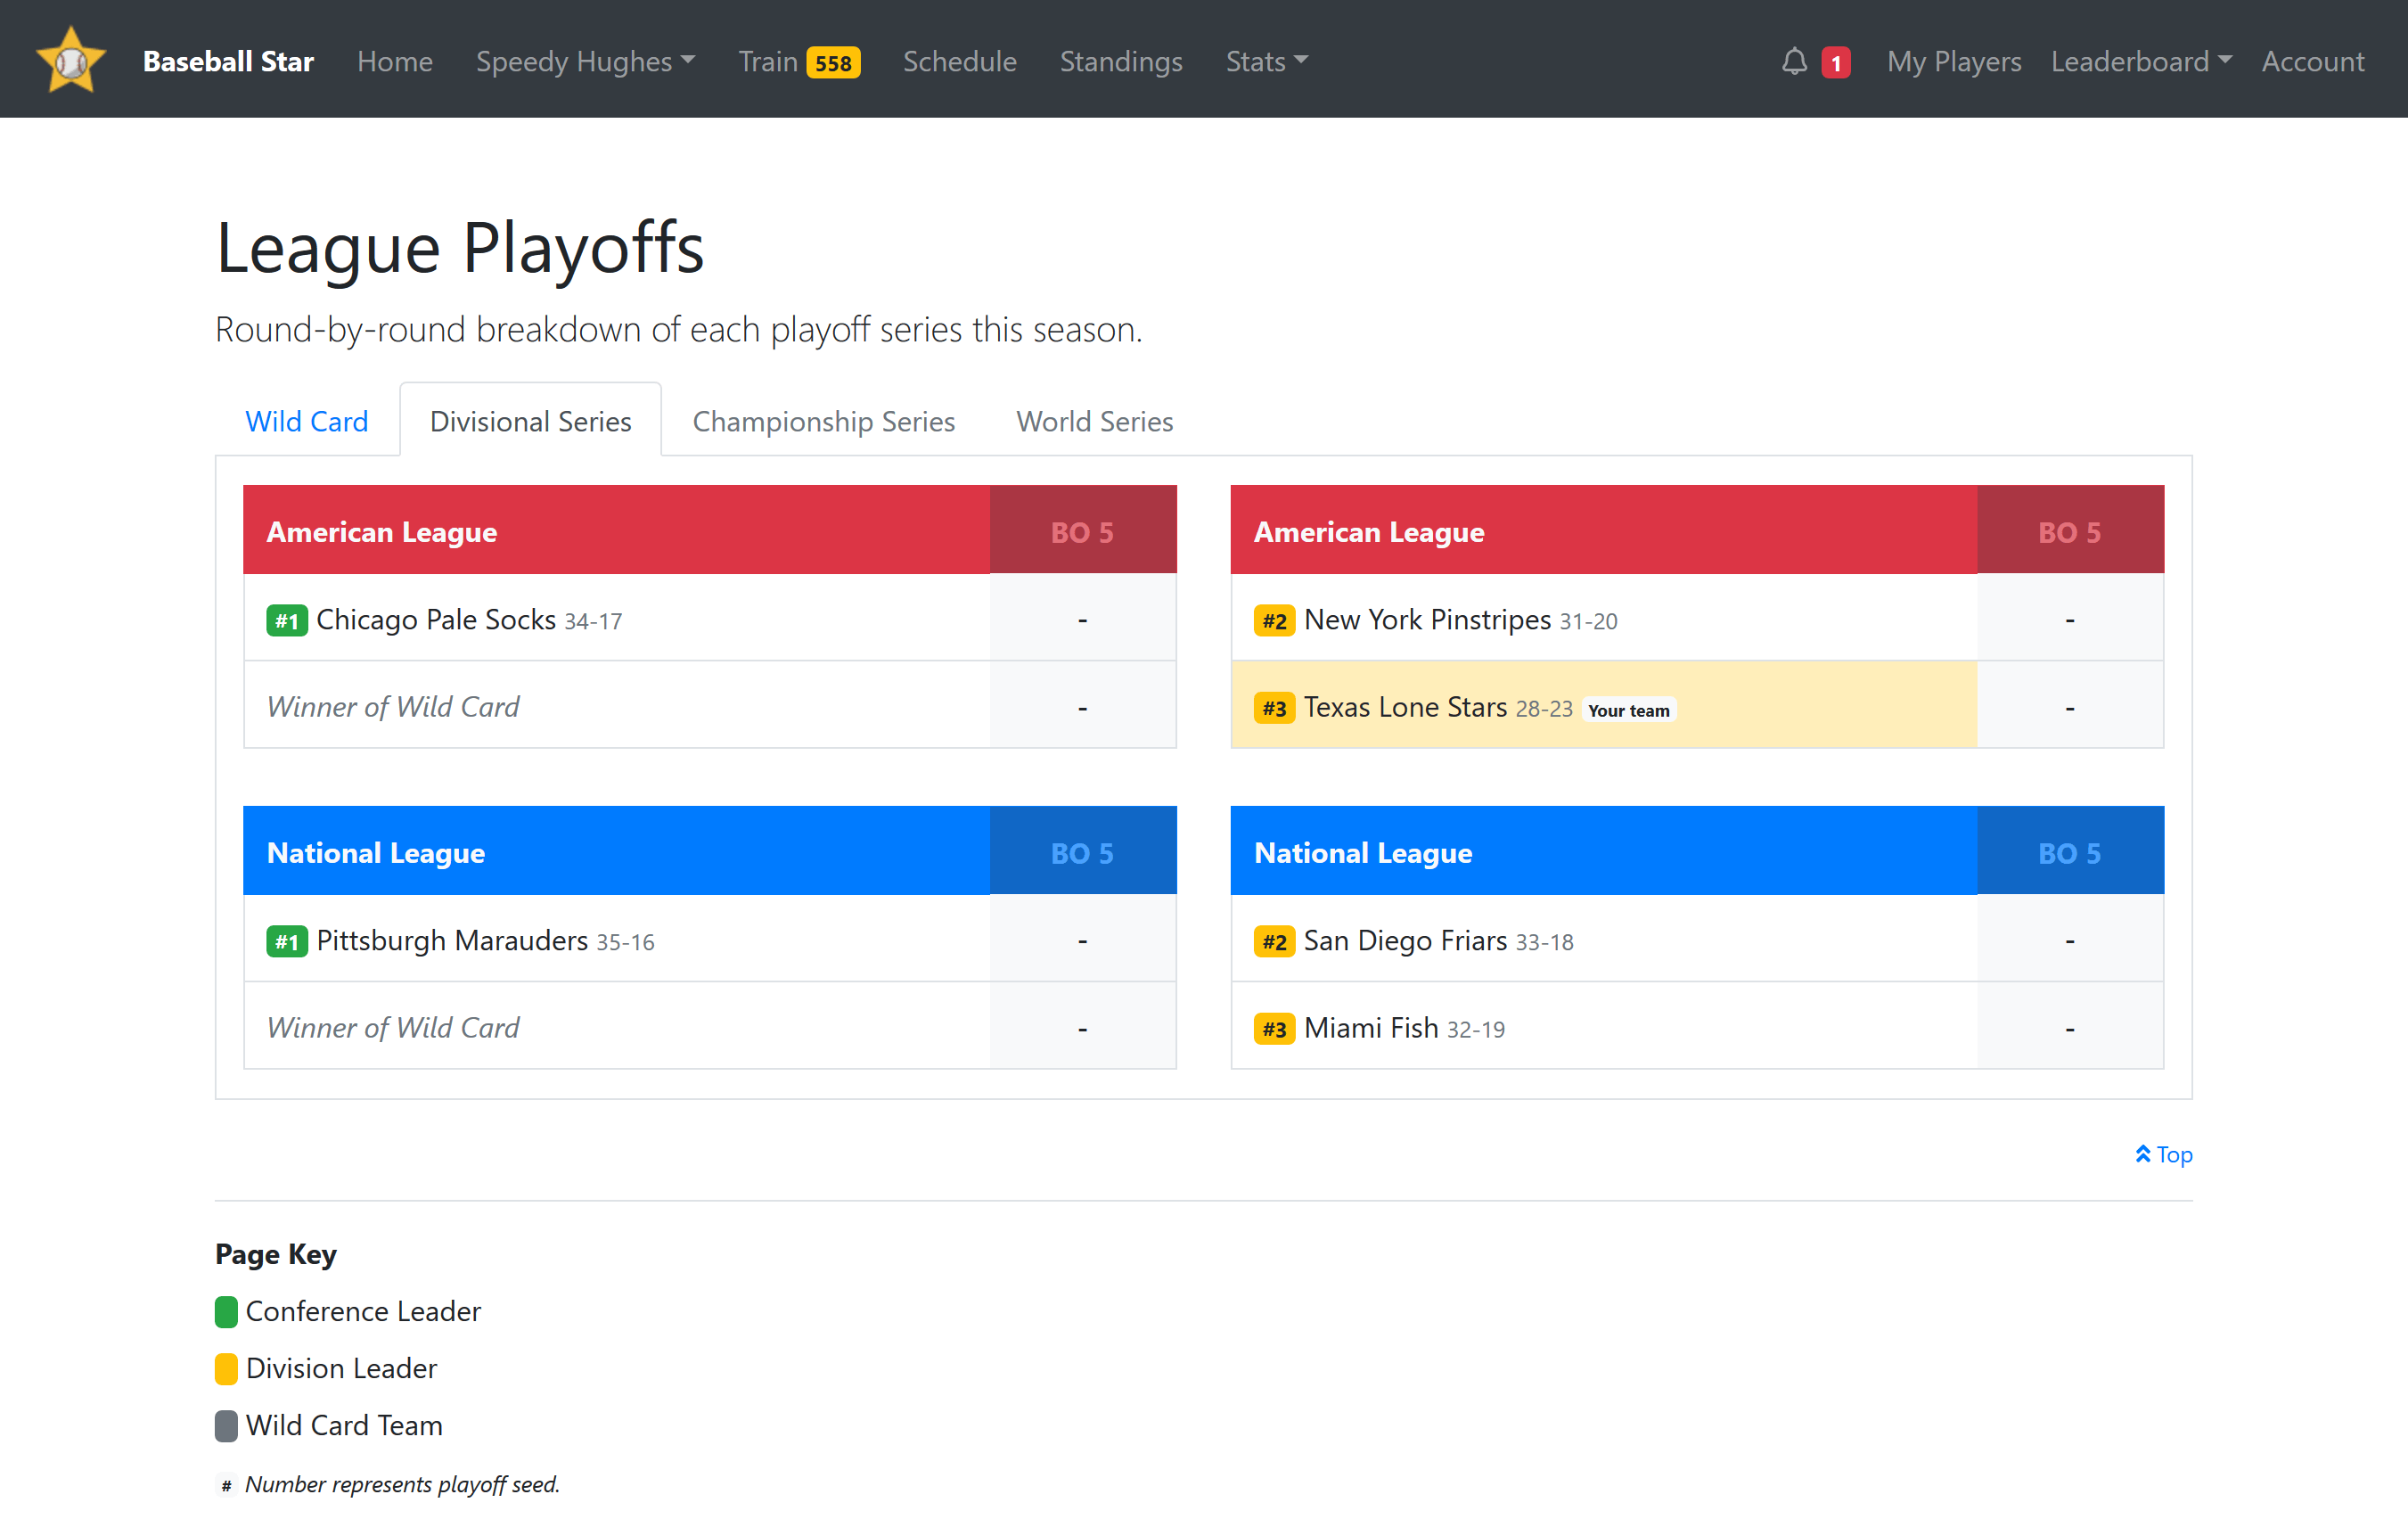 Baseball Star Home Speedy Hughes Train 558 Schedule Standings Stats 1 My Players Leaderboard Account
League Playoffs
Round-by-round breakdown of each playoff series this season.
Wild Card Divisional Series Championship Series World Series
American League BO 5
#1 Chicago Pale Socks 34-17 -
Winner of Wild Card -
American League BO 5
#2 New York Pinstripes 31-20 -
#3 Texas Lone Stars 28-23 Your team -
National League BO 5
#1 Pittsburgh Marauders 35-16 -
Winner of Wild Card -
National League BO 5
#2 San Diego Friars 33-18 -
#3 Miami Fish 32-19 -
Top
Page Key
Conference Leader
Division Leader
Wild Card Team
# Number represents playoff seed.